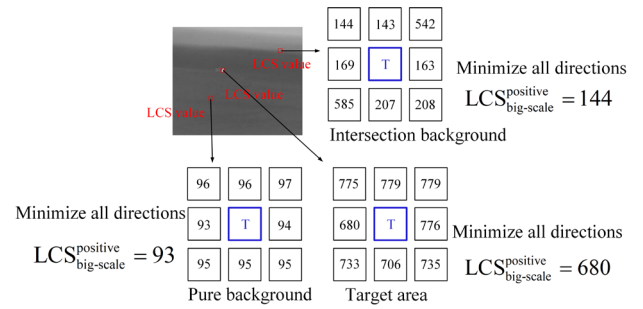 144 143 542
169 T 163
585 207 208
Minimize all directions
LCS positive big-scale = 144
Intersection background
LCS value
LCS value
LCS value
96 96 97
93 T 94
95 95 95
Minimize all directions
LCS positive big-scale = 93
Pure background
775 779 779
680 T 776
733 706 735
Minimize all directions
LCS positive big-scale = 680
Target area